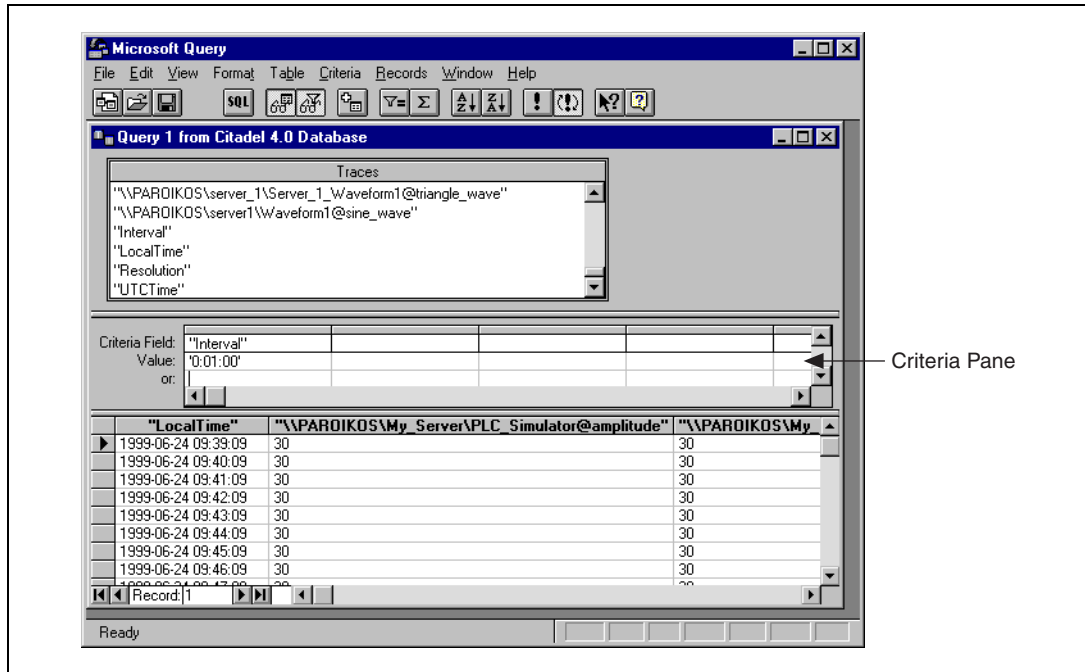 Microsoft Query
File Edit View Format Table Criteria Records Window Help
SQL
Query 1 from Citadel 4.0 Database
Traces
"\\PAROIKOS\server_1\Server_1_Waveform1@triangle_wave"
"\\PAROIKOS\server1\Waveform1@sine_wave"
"Interval"
"LocalTime"
"Resolution"
"UTCTime"
Criteria Field: "Interval"
Value: '0:01:00'
or:
Criteria Pane
"LocalTime" "\\PAROIKOS\My_Server\PLC_Simulator@amplitude" "\\PAROIKOS\My_
1999-06-24 09:39:09 30 30
1999-06-24 09:40:09 30 30
1999-06-24 09:41:09 30 30
1999-06-24 09:42:09 30 30
1999-06-24 09:43:09 30 30
1999-06-24 09:44:09 30 30
1999-06-24 09:45:09 30 30
1999-06-24 09:46:09 30 30
Record: 1
Ready